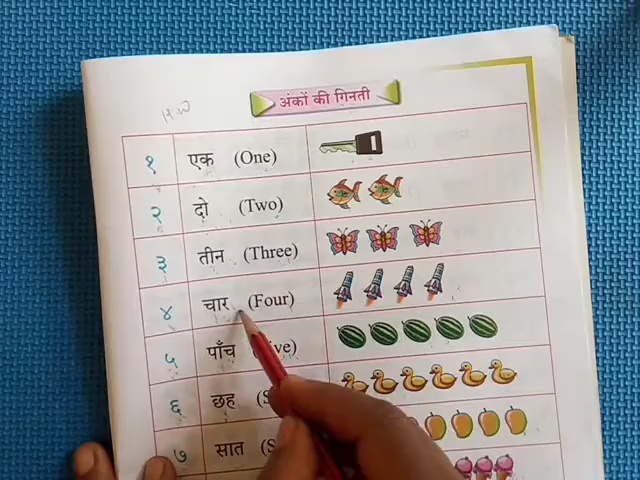 अंकों की गिनती
१ एक (One)
२ दो (Two)
३ तीन (Three)
४ चार (Four)
५ पाँच
६ छह
७ सात